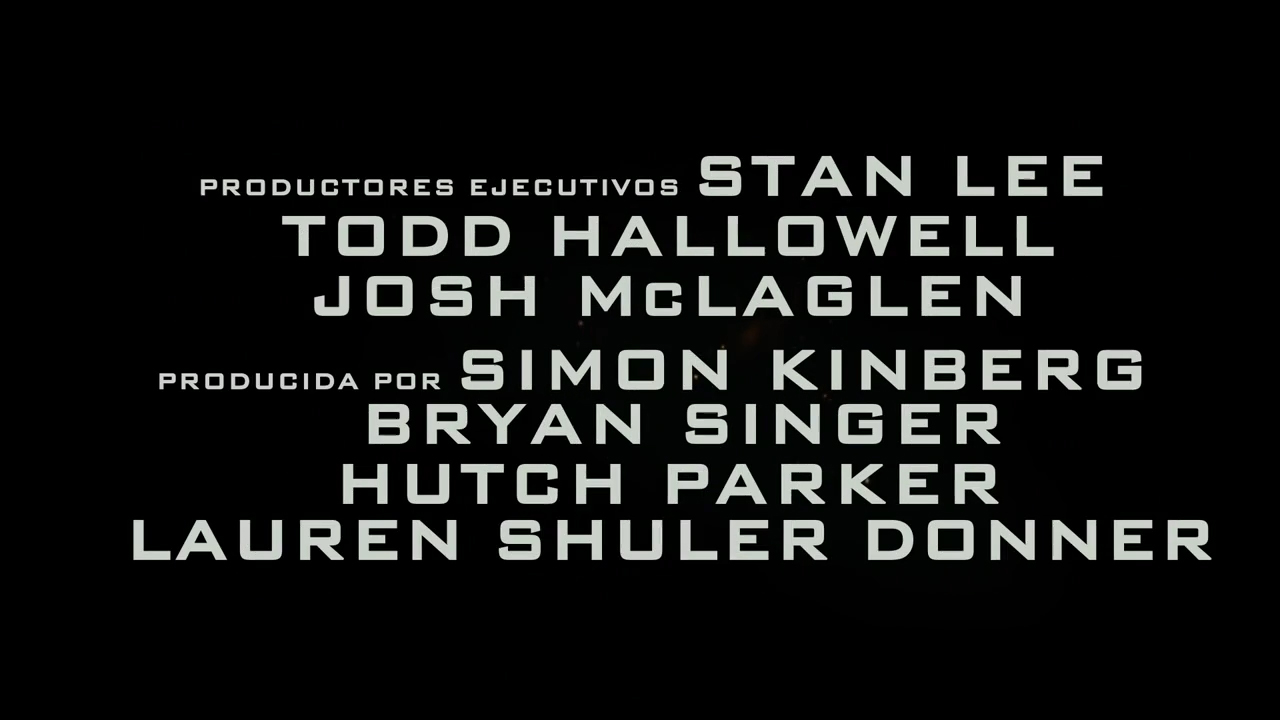 PRODUCTORES EJECUTIVOS STAN LEE
TODD HALLOWELL
JOSH McLAGLEN
PRODUCIDA POR SIMON KINBERG
BRYAN SINGER
HUTCH PARKER
LAUREN SHULER DONNER